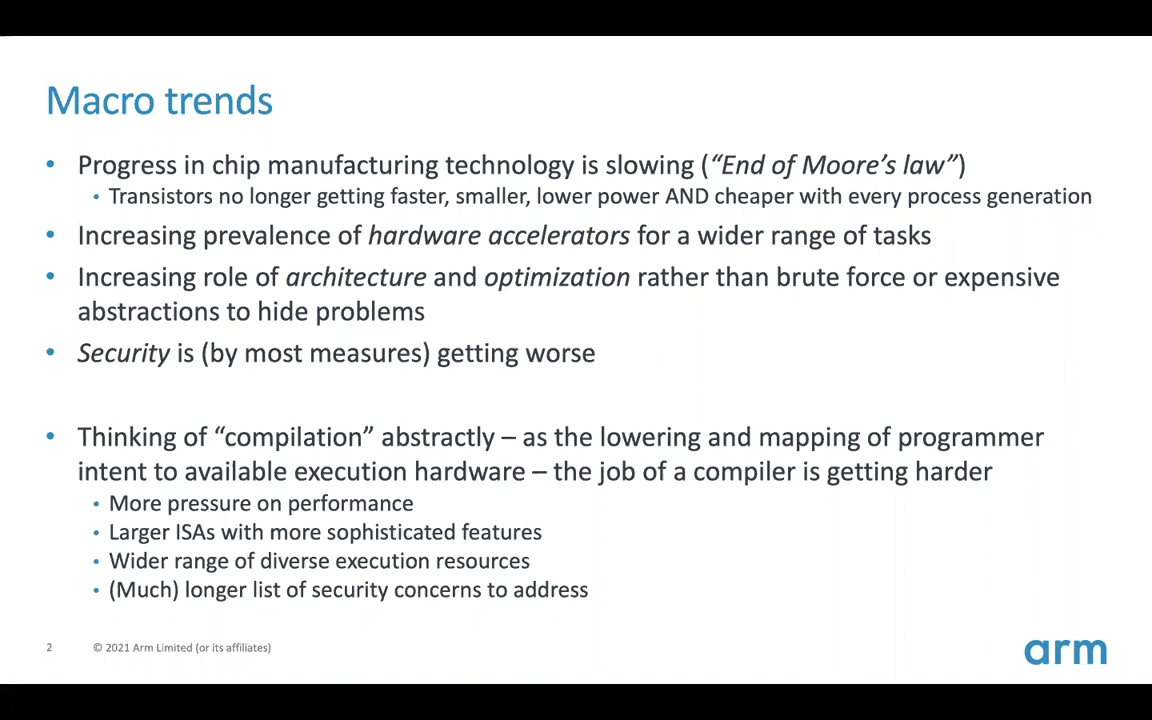 Macro trends
• Progress in chip manufacturing technology is slowing (“End of Moore’s law”)
• Transistors no longer getting faster, smaller, lower power AND cheaper with every process generation
• Increasing prevalence of hardware accelerators for a wider range of tasks
• Increasing role of architecture and optimization rather than brute force or expensive
abstractions to hide problems
• Security is (by most measures) getting worse
• Thinking of “compilation” abstractly – as the lowering and mapping of programmer
intent to available execution hardware – the job of a compiler is getting harder
• More pressure on performance
• Larger ISAs with more sophisticated features
• Wider range of diverse execution resources
• (Much) longer list of security concerns to address
2 © 2021 Arm Limited (or its affiliates)
arm